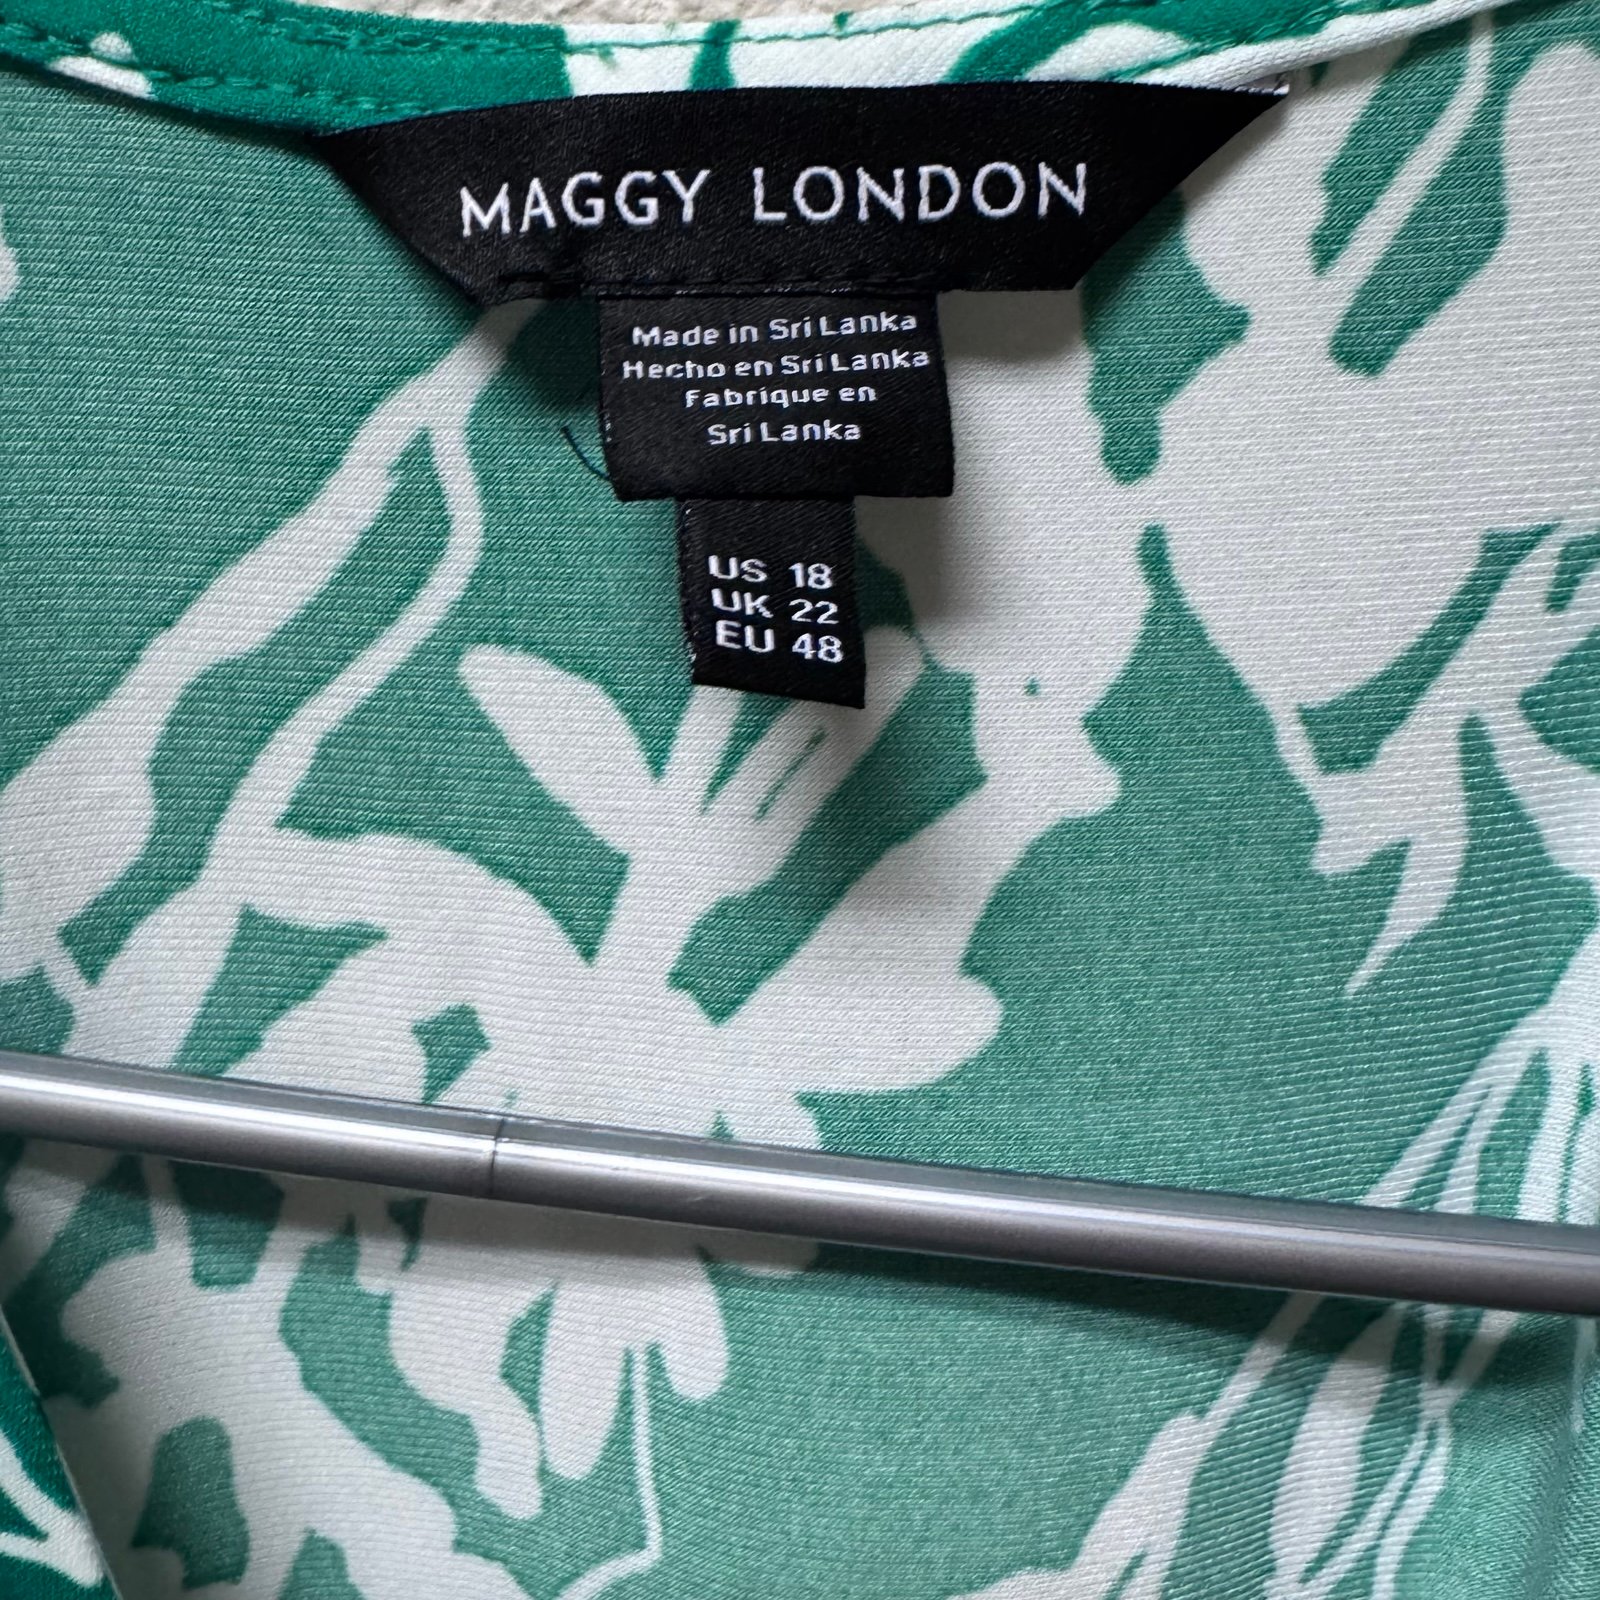 MAGGY LONDON
Made in Sri Lanka
Hecho en Sri Lanka
Fabrique en
Sri Lanka
US 18
UK 22
EU 48